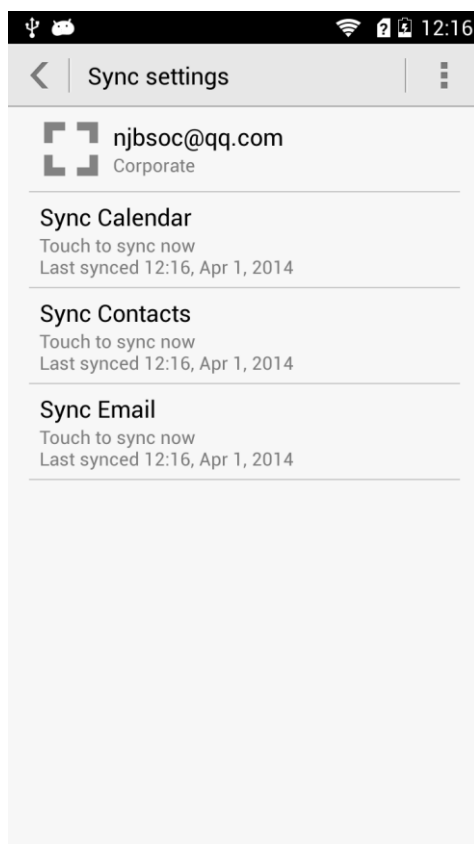 12:16
Sync settings
njbsoc@qq.com
Corporate
Sync Calendar
Touch to sync now
Last synced 12:16, Apr 1, 2014
Sync Contacts
Touch to sync now
Last synced 12:16, Apr 1, 2014
Sync Email
Touch to sync now
Last synced 12:16, Apr 1, 2014